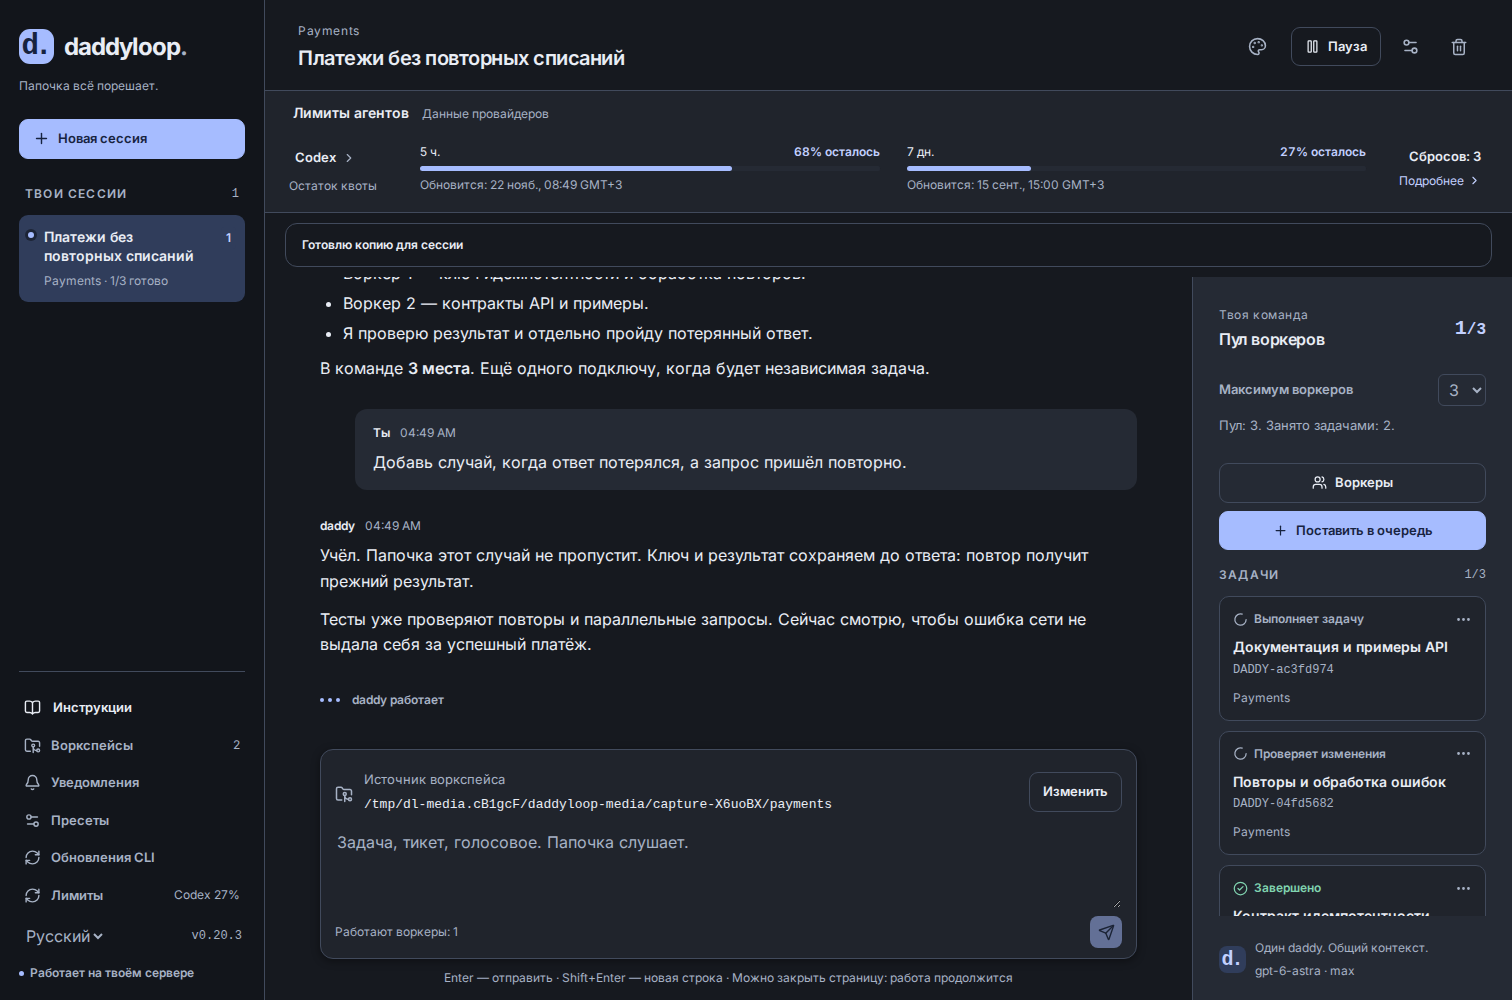 d. daddyloop.
Папочка всё порешает.
Новая сессия
ТВОИ СЕССИИ 1
Платежи без
повторных списаний 1
Payments · 1/3 готово
Инструкции
Воркспейсы 2
Уведомления
Пресеты
Обновления CLI
Лимиты Codex 27%
Русский v0.20.3
Работает на твоём сервере
Payments
Платежи без повторных списаний
Пауза
Лимиты агентов Данные провайдеров
Codex
Остаток квоты
5 ч. 68% осталось
Обновится: 22 нояб., 08:49 GMT+3
7 дн. 27% осталось
Обновится: 15 сент., 15:00 GMT+3
Сбросов: 3
Подробнее
Готовлю копию для сессии
Воркер 1 — ключ идемпотентности и обработка повторов.
Воркер 2 — контракты API и примеры.
Я проверю результат и отдельно пройду потерянный ответ.
В команде 3 места. Ещё одного подключу, когда будет независимая задача.
Ты 04:49 AM
Добавь случай, когда ответ потерялся, а запрос пришёл повторно.
daddy 04:49 AM
Учёл. Папочка этот случай не пропустит. Ключ и результат сохраняем до ответа: повтор получит
прежний результат.
Тесты уже проверяют повторы и параллельные запросы. Сейчас смотрю, чтобы ошибка сети не
выдала себя за успешный платёж.
daddy работает
Источник воркспейса
/tmp/dl-media.cB1gcF/daddyloop-media/capture-X6uoBX/payments
Изменить
Задача, тикет, голосовое. Папочка слушает.
Работают воркеры: 1
Enter — отправить · Shift+Enter — новая строка · Можно закрыть страницу: работа продолжится
Твоя команда
Пул воркеров 1/3
Максимум воркеров 3
Пул: 3. Занято задачами: 2.
Воркеры
Поставить в очередь
ЗАДАЧИ 1/3
Выполняет задачу
Документация и примеры API
DADDY-ac3fd974
Payments
Проверяет изменения
Повторы и обработка ошибок
DADDY-04fd5682
Payments
Завершено
Контракт идемпотентности
d. Один daddy. Общий контекст.
gpt-6-astra · max